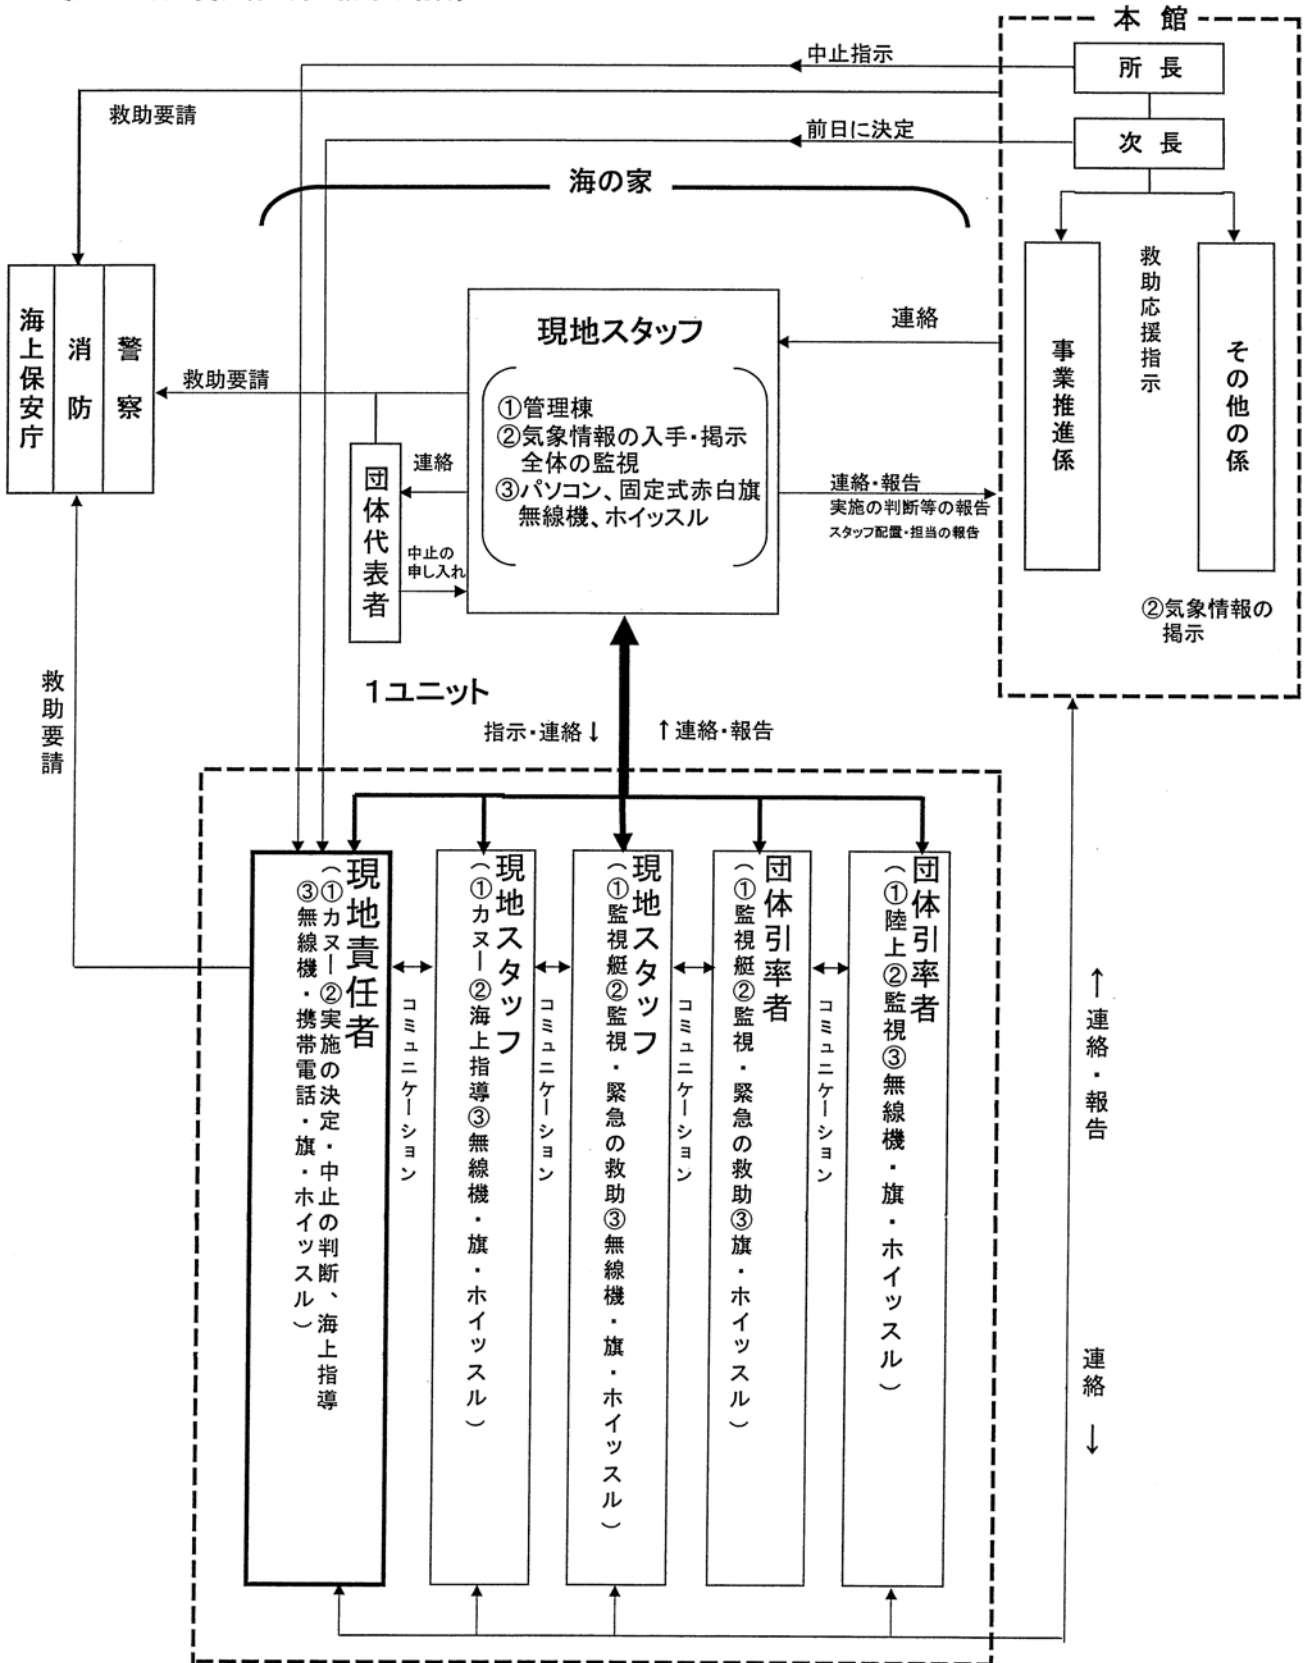 本館
所長
中止指示
救助要請
次長
前日に決定
海の家
海上保安庁
消防
警察
救助要請
現地スタッフ
①管理棟
②気象情報の入手・掲示
全体の監視
③パソコン、固定式赤白旗
無線機、ホイッスル
連絡
事業推進係
救助応援指示
その他の係
②気象情報の
掲示
団体代表者
連絡
中止の
申し入れ
連絡・報告
実施の判断等の報告
スタッフ配置・担当の報告
救助要請
1ユニット
指示・連絡↓
↑連絡・報告
現地責任者
（①カヌー②実施の決定・中止の判断、海上指導
③無線機・携帯電話・旗・ホイッスル）
コミュニケーション
現地スタッフ
（①カヌー②海上指導③無線機・旗・ホイッスル）
コミュニケーション
現地スタッフ
（①監視艇②監視・緊急の救助③無線機・旗・ホイッスル）
コミュニケーション
団体引率者
（①監視艇②監視・緊急の救助③旗・ホイッスル）
コミュニケーション
団体引率者
（①陸上②監視③無線機・旗・ホイッスル）
↑連絡・報告
連絡↓